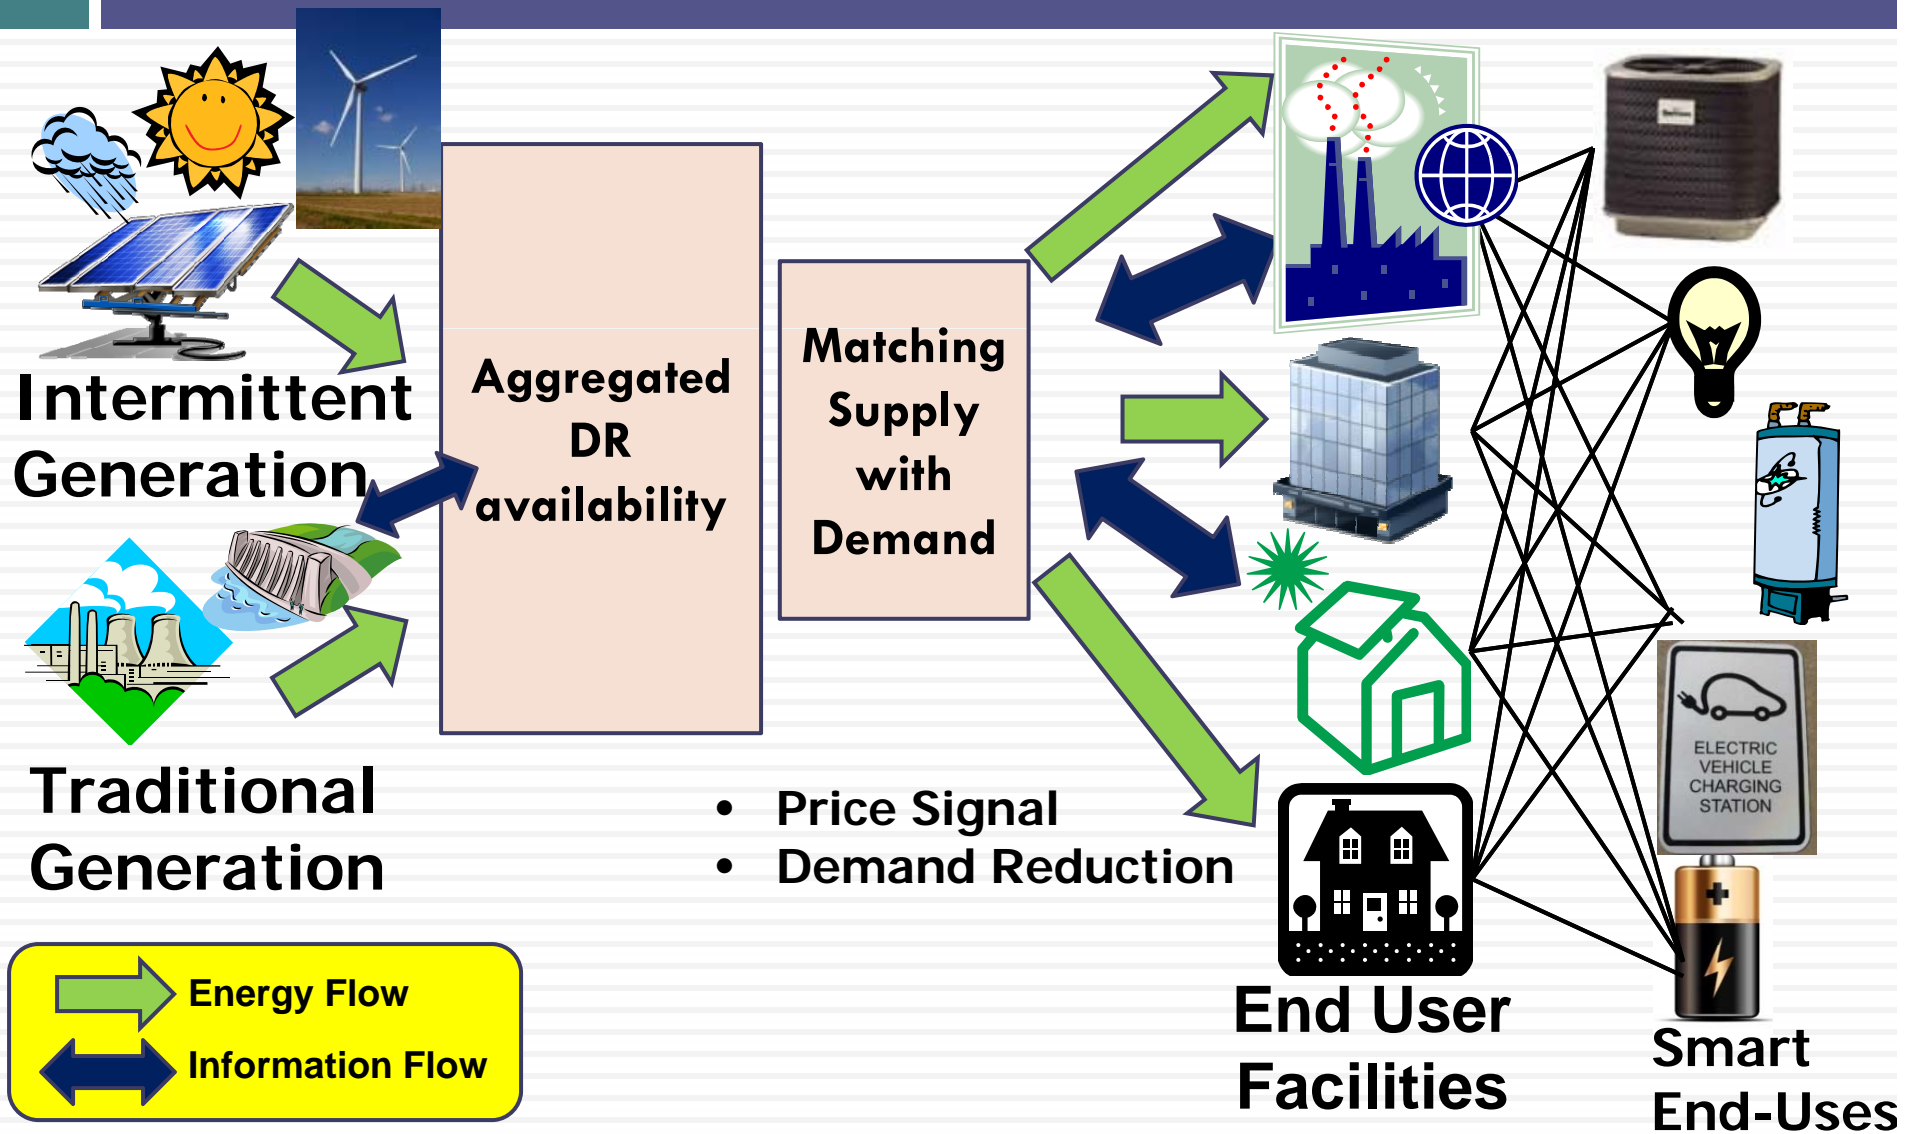 Intermittent
Generation
Traditional
Generation
Aggregated
DR
availability
Matching
Supply
with
Demand
• Price Signal
• Demand Reduction
Energy Flow
Information Flow
End User
Facilities
ELECTRIC
VEHICLE
CHARGING
STATION
Smart
End-Uses